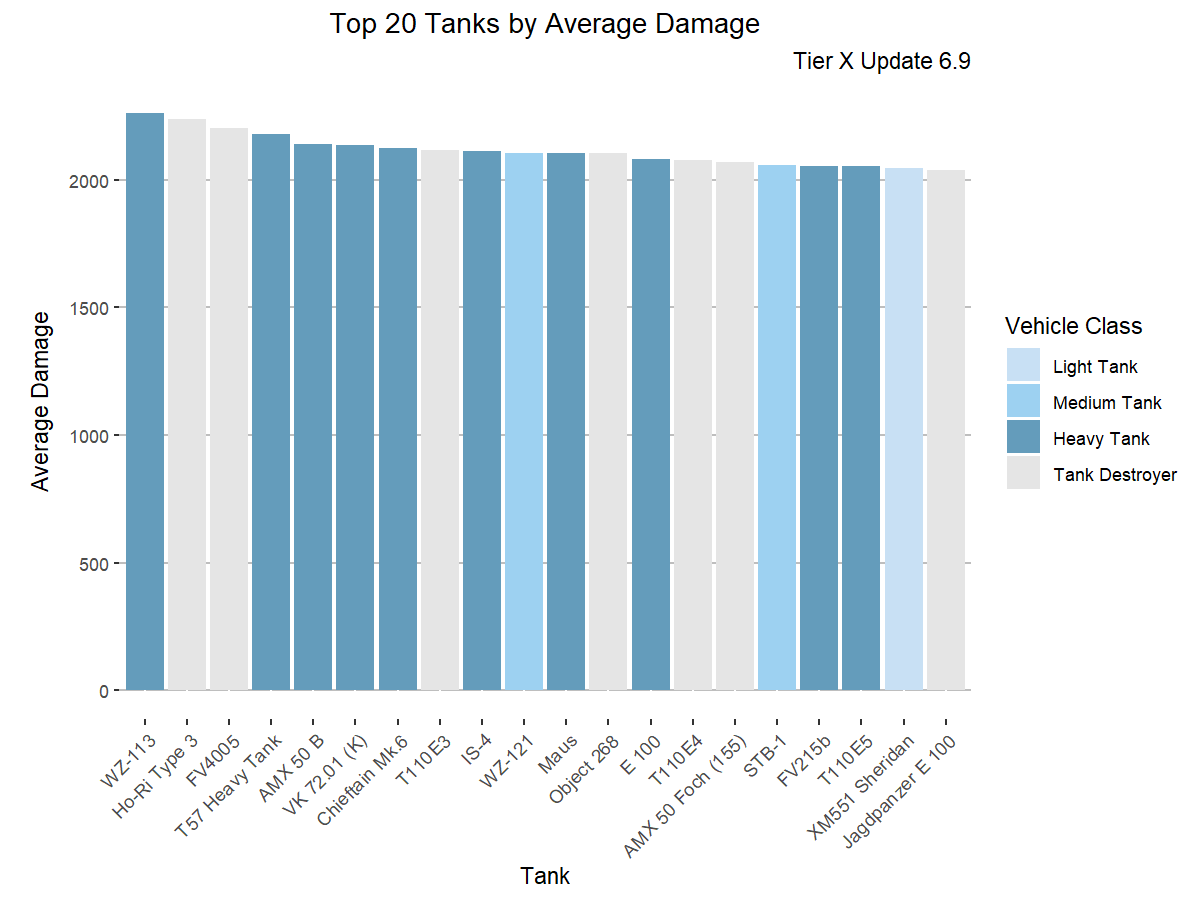 Top 20 Tanks by Average Damage
Tier X Update 6.9
Average Damage
2000
1500
1000
500
0
WZ-113
Ho-Ri Type 3
FV4005
T57 Heavy Tank
AMX 50 B
VK 72.01 (K)
Chieftain Mk.6
T110E3
IS-4
WZ-121
Maus
Object 268
E 100
T110E4
AMX 50 Foch (155)
STB-1
FV215b
T110E5
XM551 Sheridan
Jagdpanzer E 100
Tank
Vehicle Class
Light Tank
Medium Tank
Heavy Tank
Tank Destroyer